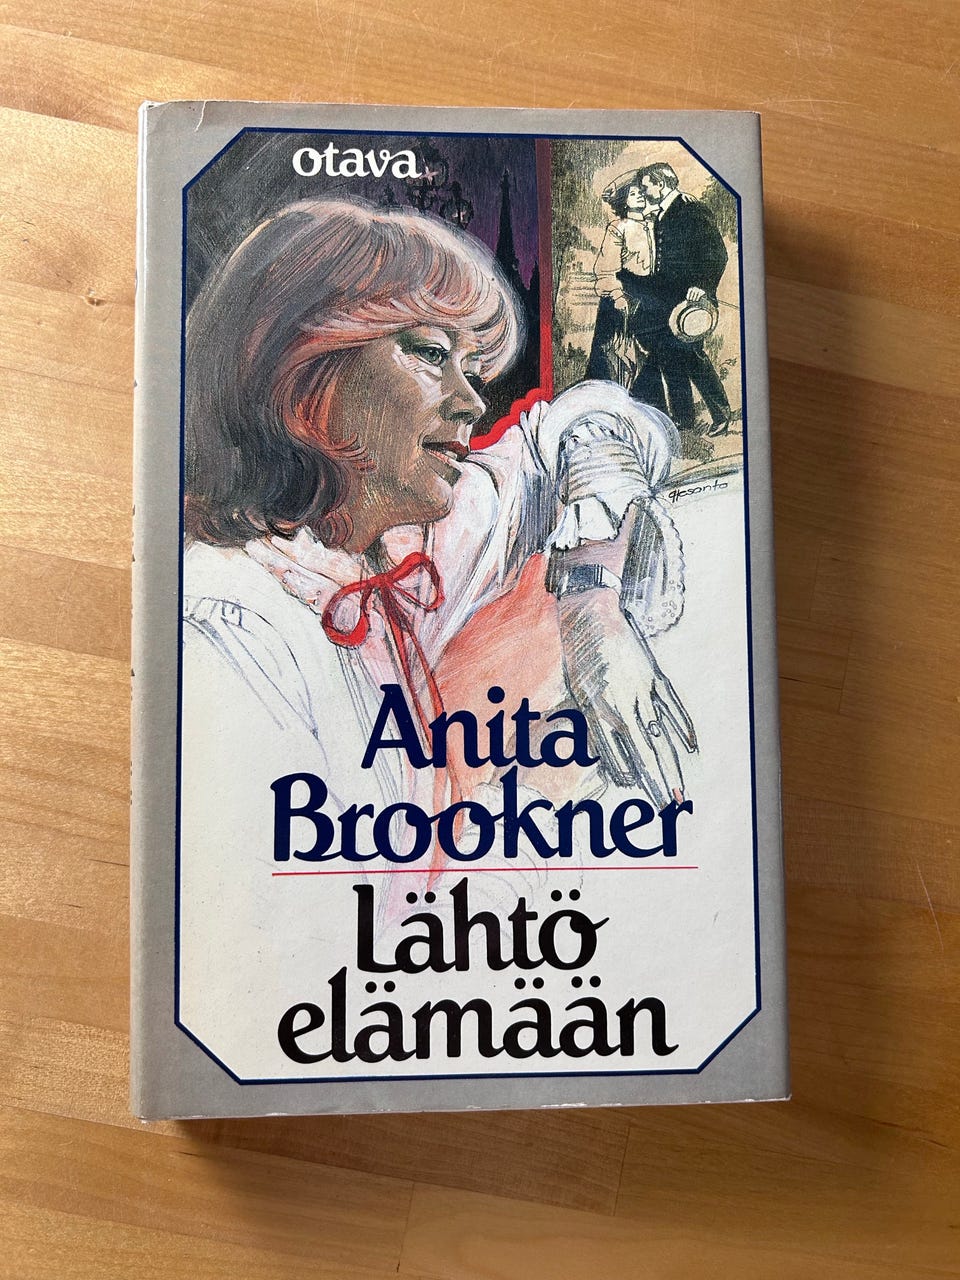 otava
Anita
Brookner
Lähtö
elämään